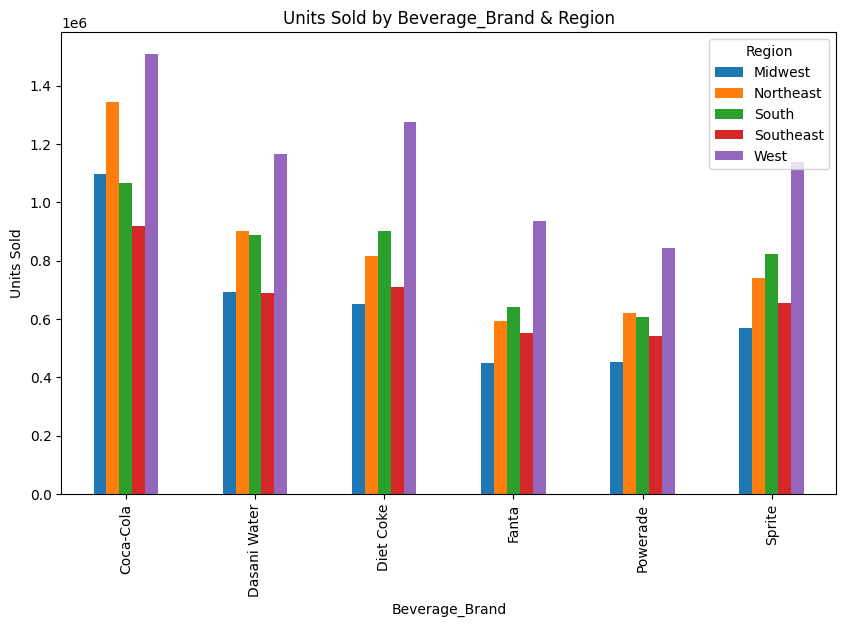 Units Sold by Beverage_Brand & Region
1e6
Region
Midwest
Northeast
South
Southeast
West
1.4
1.2
1.0
0.8
0.6
0.4
0.2
0.0
Units Sold
Coca-Cola
Dasani Water
Diet Coke
Fanta
Powerade
Sprite
Beverage_Brand